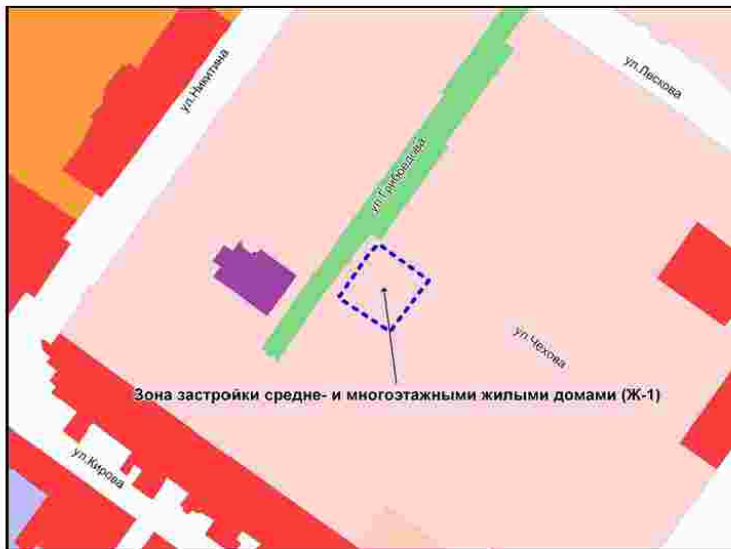 ул.Никитина
ул.Лескова
ул.Грибоедова
ул.Чехова
Зона застройки средне- и многоэтажными жилыми домами (Ж-1)
ул.Кирова